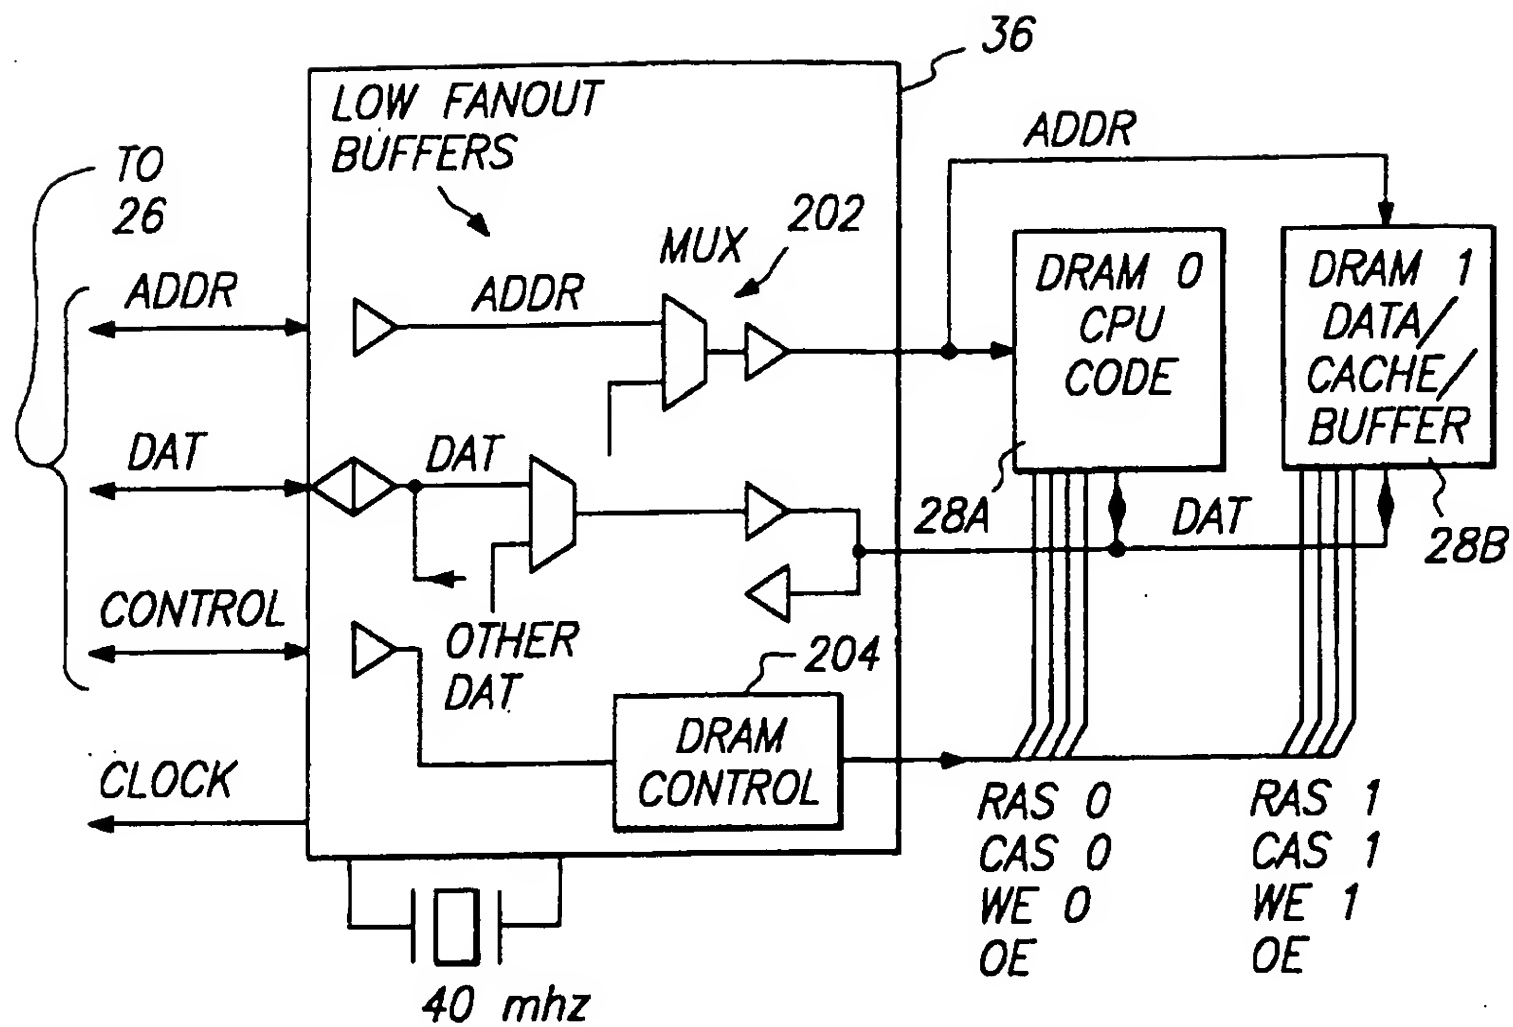 36
LOW FANOUT
BUFFERS
TO
26
ADDR
MUX
202
ADDR
ADDR
DRAM 0
CPU
CODE
DRAM 1
DATA/
CACHE/
BUFFER
DAT
DAT
28A
DAT
28B
CONTROL
OTHER
DAT
204
DRAM
CONTROL
CLOCK
RAS 0
CAS 0
WE 0
OE
RAS 1
CAS 1
WE 1
OE
40 mhz